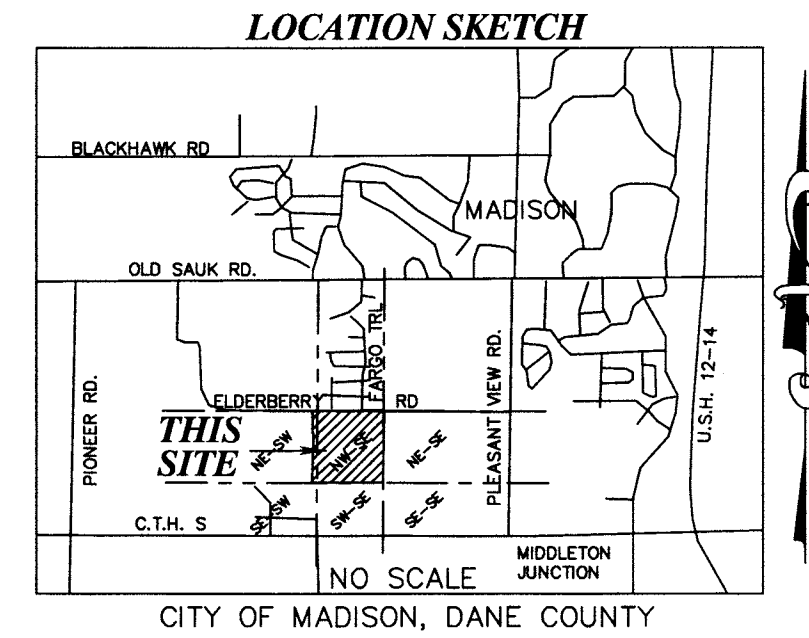 LOCATION SKETCH
BLACKHAWK RD
MADISON
OLD SAUK RD.
FARGO TRL
PIONEER RD.
PLEASANT VIEW RD.
U.S.H. 12-14
ELDERBERRY RD
THIS
SITE
NE-SW
NW-SE
NE-SE
SE-SW
SW-SE
SE-SE
C.T.H. S
MIDDLETON
JUNCTION
NO SCALE
CITY OF MADISON, DANE COUNTY